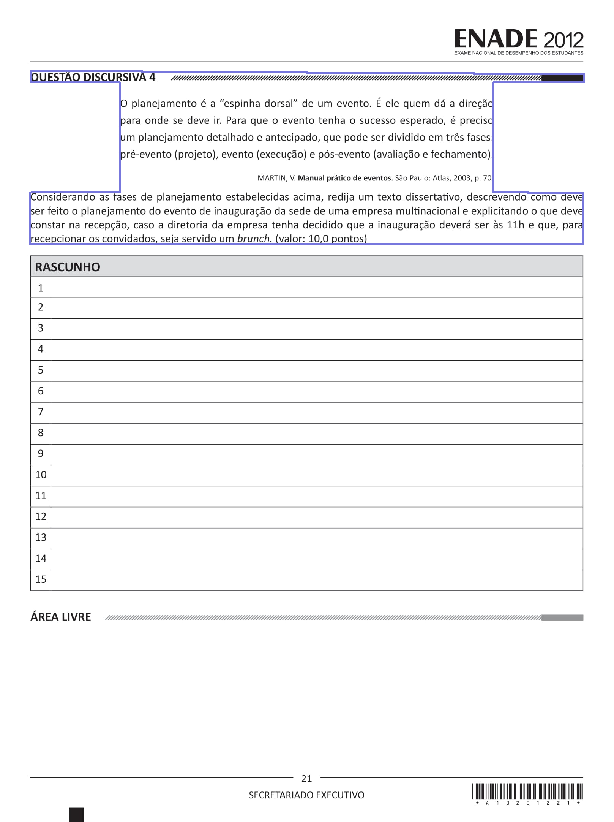 ENADE 2012
EXAME NACIONAL DE DESEMPENHO DOS ESTUDANTES
QUESTÃO DISCURSIVA 4
O planejamento é a “espinha dorsal” de um evento. É ele quem dá a direção
para onde se deve ir. Para que o evento tenha o sucesso esperado, é preciso
um planejamento detalhado e antecipado, que pode ser dividido em três fases:
pré-evento (projeto), evento (execução) e pós-evento (avaliação e fechamento).
MARTIN, V. Manual prático de eventos. São Paulo: Atlas, 2003, p. 70.
Considerando as fases de planejamento estabelecidas acima, redija um texto dissertativo, descrevendo como deve
ser feito o planejamento do evento de inauguração da sede de uma empresa multinacional e explicitando o que deve
constar na recepção, caso a diretoria da empresa tenha decidido que a inauguração deverá ser às 11h e que, para
recepcionar os convidados, seja servido um brunch. (valor: 10,0 pontos)
RASCUNHO
1
2
3
4
5
6
7
8
9
10
11
12
13
14
15
ÁREA LIVRE
21
SECRETARIADO EXECUTIVO
* A 1 3 2 0 1 2 2 1 *